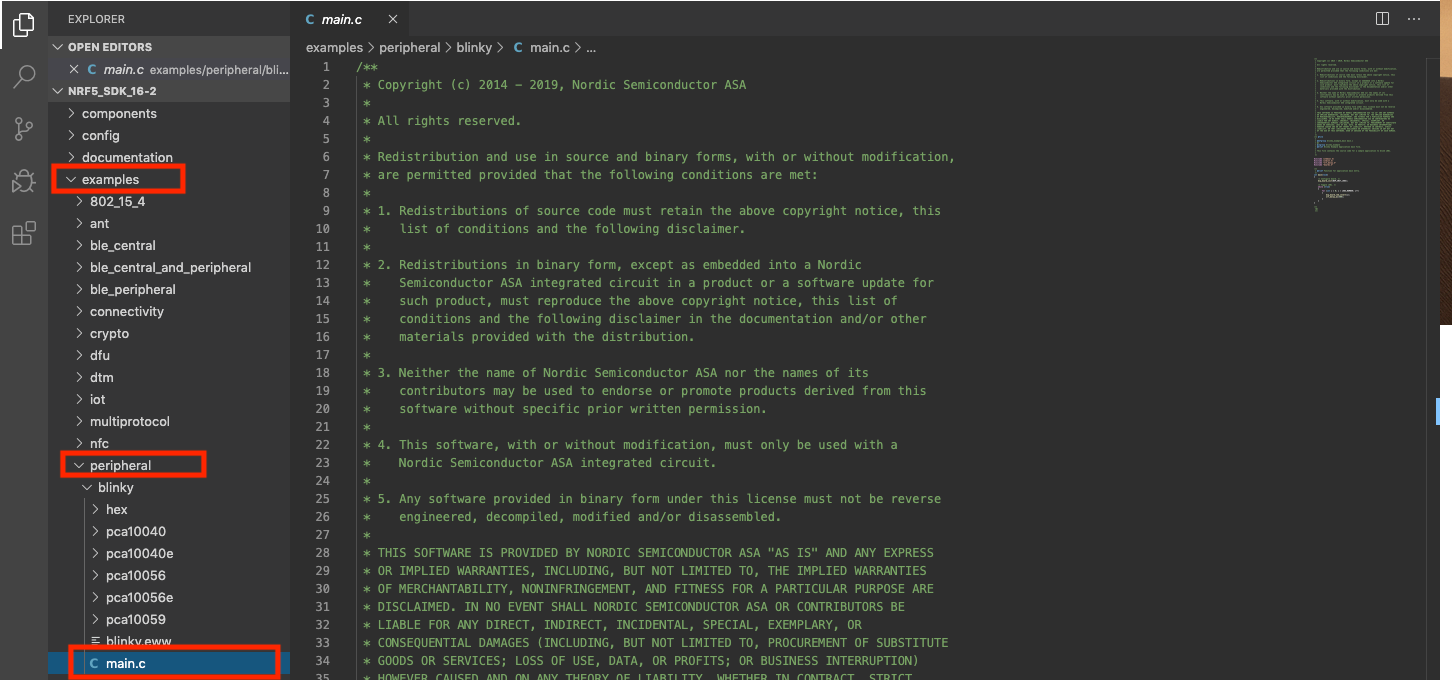 EXPLORER
OPEN EDITORS
main.c examples/peripheral/bli...
NRF5_SDK_16-2
components
config
documentation
examples
802_15_4
ant
ble_central
ble_central_and_peripheral
ble_peripheral
connectivity
crypto
dfu
dtm
iot
multiprotocol
nfc
peripheral
blinky
hex
pca10040
pca10040e
pca10056
pca10056e
pca10059
blinky.eww
C main.c
C main.c
examples > peripheral > blinky > C main.c > ...
1 /**
2 * Copyright (c) 2014 - 2019, Nordic Semiconductor ASA
3 *
4 * All rights reserved.
5 *
6 * Redistribution and use in source and binary forms, with or without modification,
7 * are permitted provided that the following conditions are met:
8 *
9 * 1. Redistributions of source code must retain the above copyright notice, this
10 *    list of conditions and the following disclaimer.
11 *
12 * 2. Redistributions in binary form, except as embedded into a Nordic
13 *    Semiconductor ASA integrated circuit in a product or a software update for
14 *    such product, must reproduce the above copyright notice, this list of
15 *    conditions and the following disclaimer in the documentation and/or other
16 *    materials provided with the distribution.
17 *
18 * 3. Neither the name of Nordic Semiconductor ASA nor the names of its
19 *    contributors may be used to endorse or promote products derived from this
20 *    software without specific prior written permission.
21 *
22 * 4. This software, with or without modification, must only be used with a
23 *    Nordic Semiconductor ASA integrated circuit.
24 *
25 * 5. Any software provided in binary form under this license must not be reverse
26 *    engineered, decompiled, modified and/or disassembled.
27 *
28 * THIS SOFTWARE IS PROVIDED BY NORDIC SEMICONDUCTOR ASA "AS IS" AND ANY EXPRESS
29 * OR IMPLIED WARRANTIES, INCLUDING, BUT NOT LIMITED TO, THE IMPLIED WARRANTIES
30 * OF MERCHANTABILITY, NONINFRINGEMENT, AND FITNESS FOR A PARTICULAR PURPOSE ARE
31 * DISCLAIMED. IN NO EVENT SHALL NORDIC SEMICONDUCTOR ASA OR CONTRIBUTORS BE
32 * LIABLE FOR ANY DIRECT, INDIRECT, INCIDENTAL, SPECIAL, EXEMPLARY, OR
33 * CONSEQUENTIAL DAMAGES (INCLUDING, BUT NOT LIMITED TO, PROCUREMENT OF SUBSTITUTE
34 * GOODS OR SERVICES; LOSS OF USE, DATA, OR PROFITS; OR BUSINESS INTERRUPTION)
35 * HOWEVER CAUSED AND ON ANY THEORY OF LIABILITY, WHETHER IN CONTRACT, STRICT